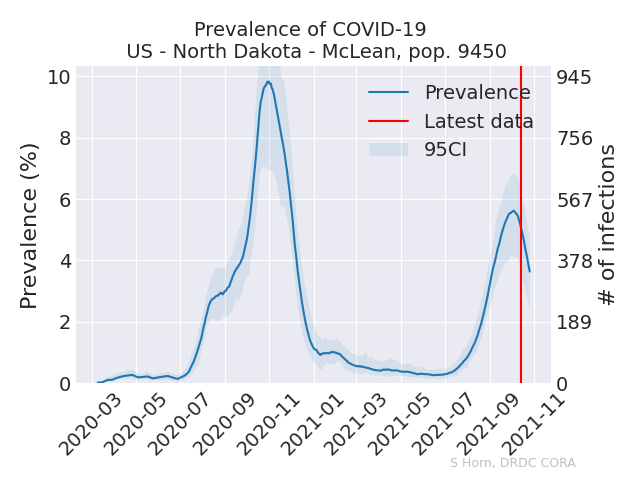 Prevalence of COVID-19
US - North Dakota - McLean, pop. 9450
Prevalence (%)
10
8
6
4
2
0
Prevalence
Latest data
95CI
945
756
567
378
189
0
# of infections
2020-03
2020-05
2020-07
2020-09
2020-11
2021-01
2021-03
2021-05
2021-07
2021-09
2021-11
S Horn, DRDC CORA